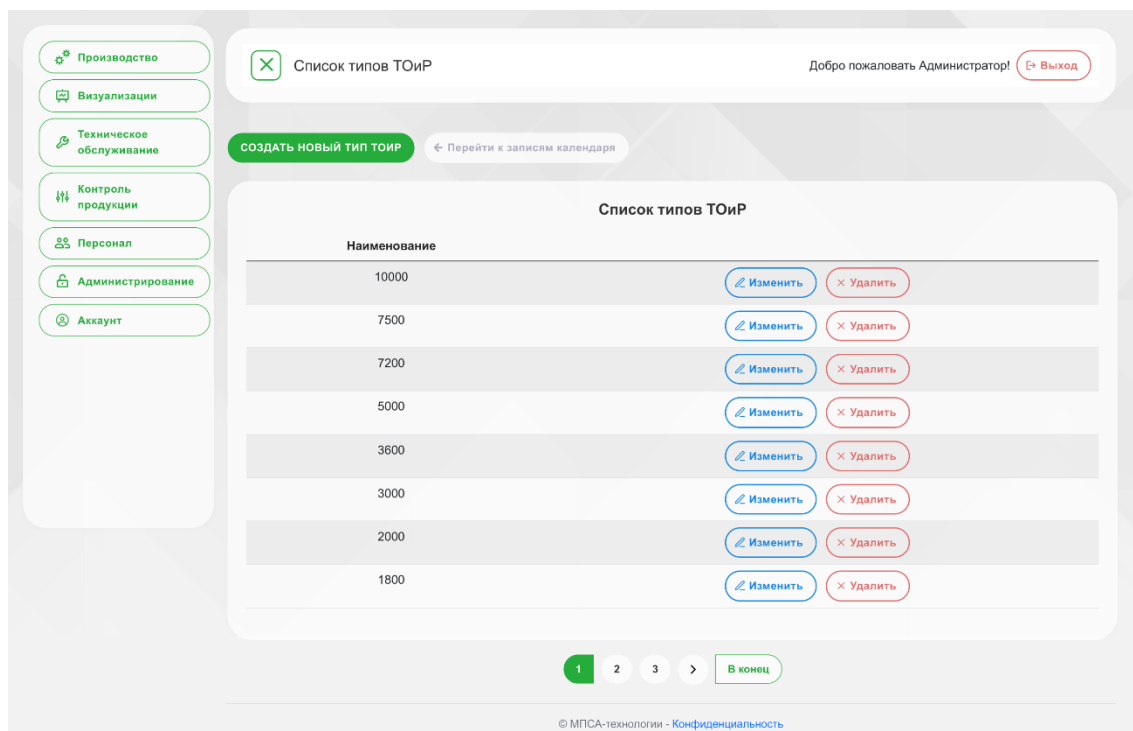 Производство
Визуализации
Техническое
обслуживание
Контроль
продукции
Персонал
Администрирование
Аккаунт
Список типов ТОиР
Добро пожаловать Администратор! Выход
СОЗДАТЬ НОВЫЙ ТИП ТОИР Перейти к записям календаря
Список типов ТОиР
Наименование
10000 Изменить Удалить
7500 Изменить Удалить
7200 Изменить Удалить
5000 Изменить Удалить
3600 Изменить Удалить
3000 Изменить Удалить
2000 Изменить Удалить
1800 Изменить Удалить
1 2 3 > В конец
© МПСА-технологии - Конфиденциальность